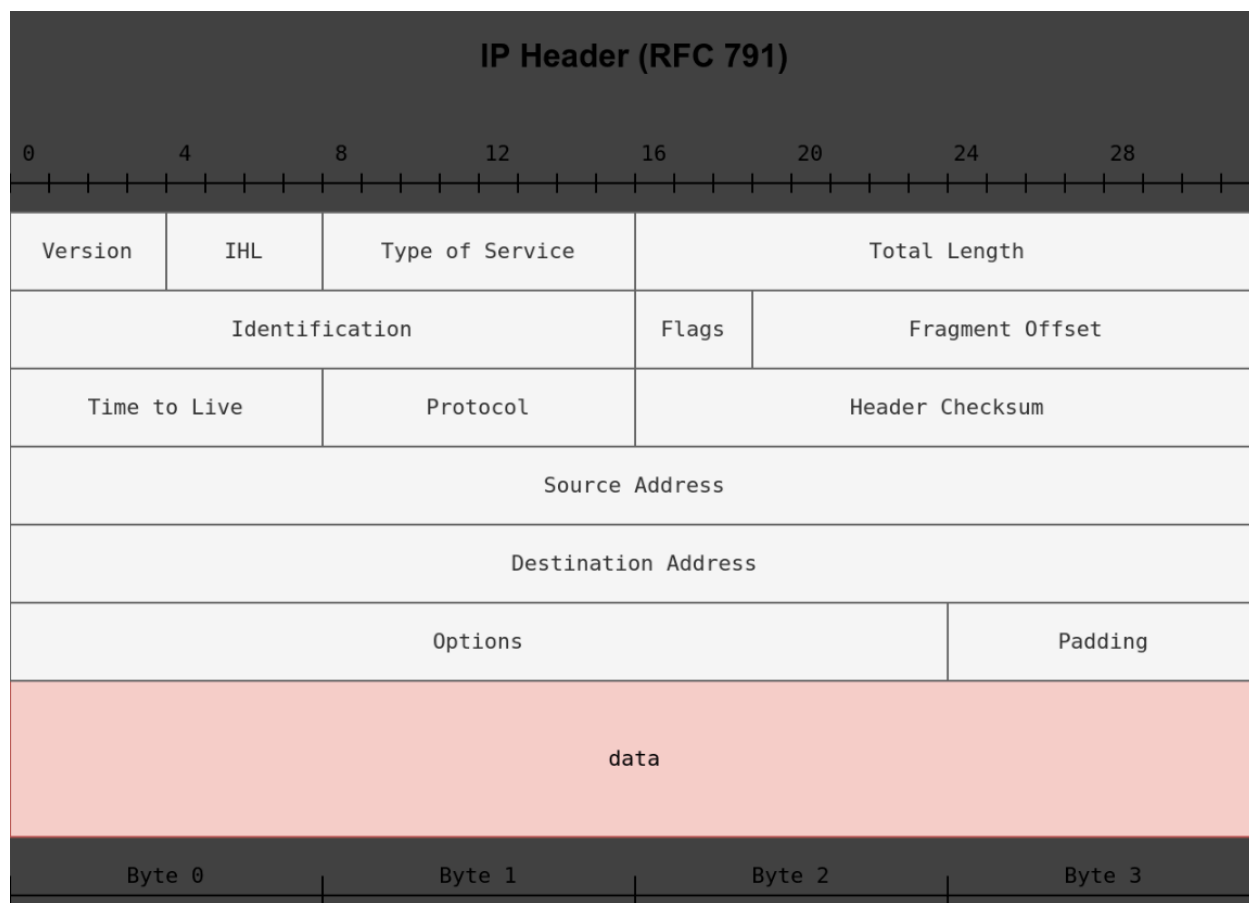 IP Header (RFC 791)
0 4 8 12 16 20 24 28
Version IHL Type of Service Total Length
Identification Flags Fragment Offset
Time to Live Protocol Header Checksum
Source Address
Destination Address
Options Padding
data
Byte 0 Byte 1 Byte 2 Byte 3